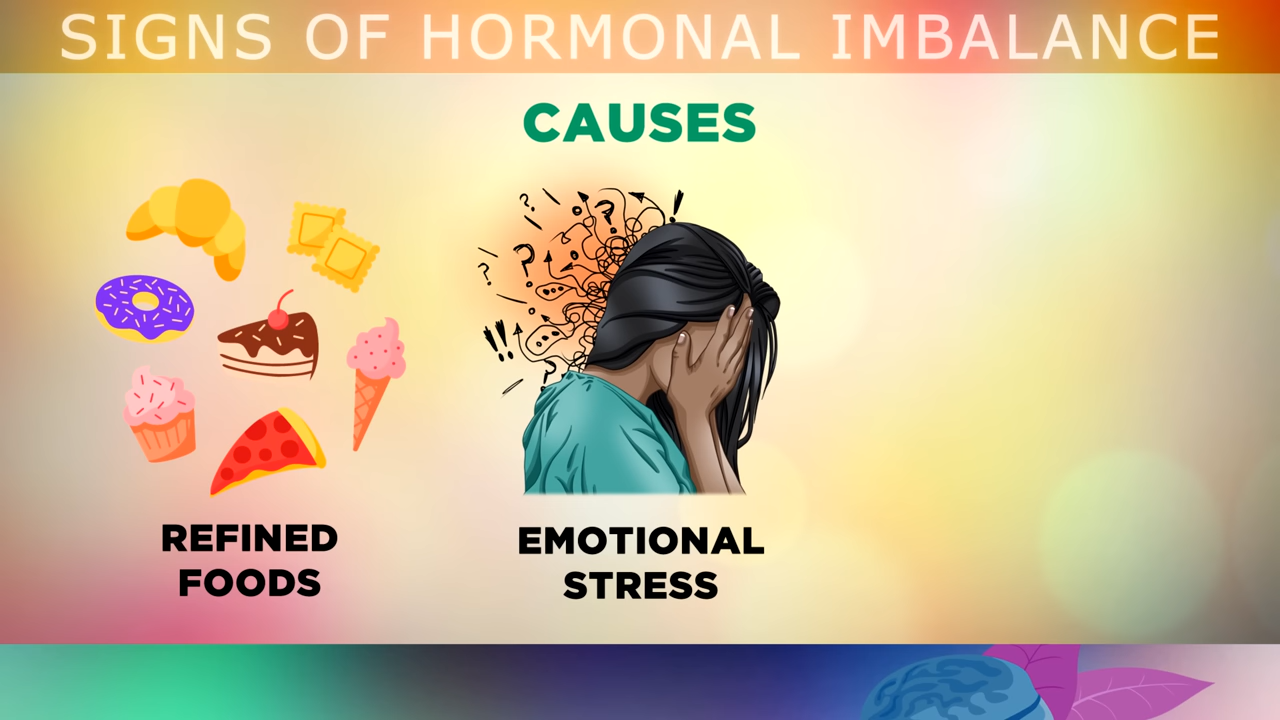 SIGNS OF HORMONAL IMBALANCE
CAUSES
REFINED
FOODS
EMOTIONAL
STRESS